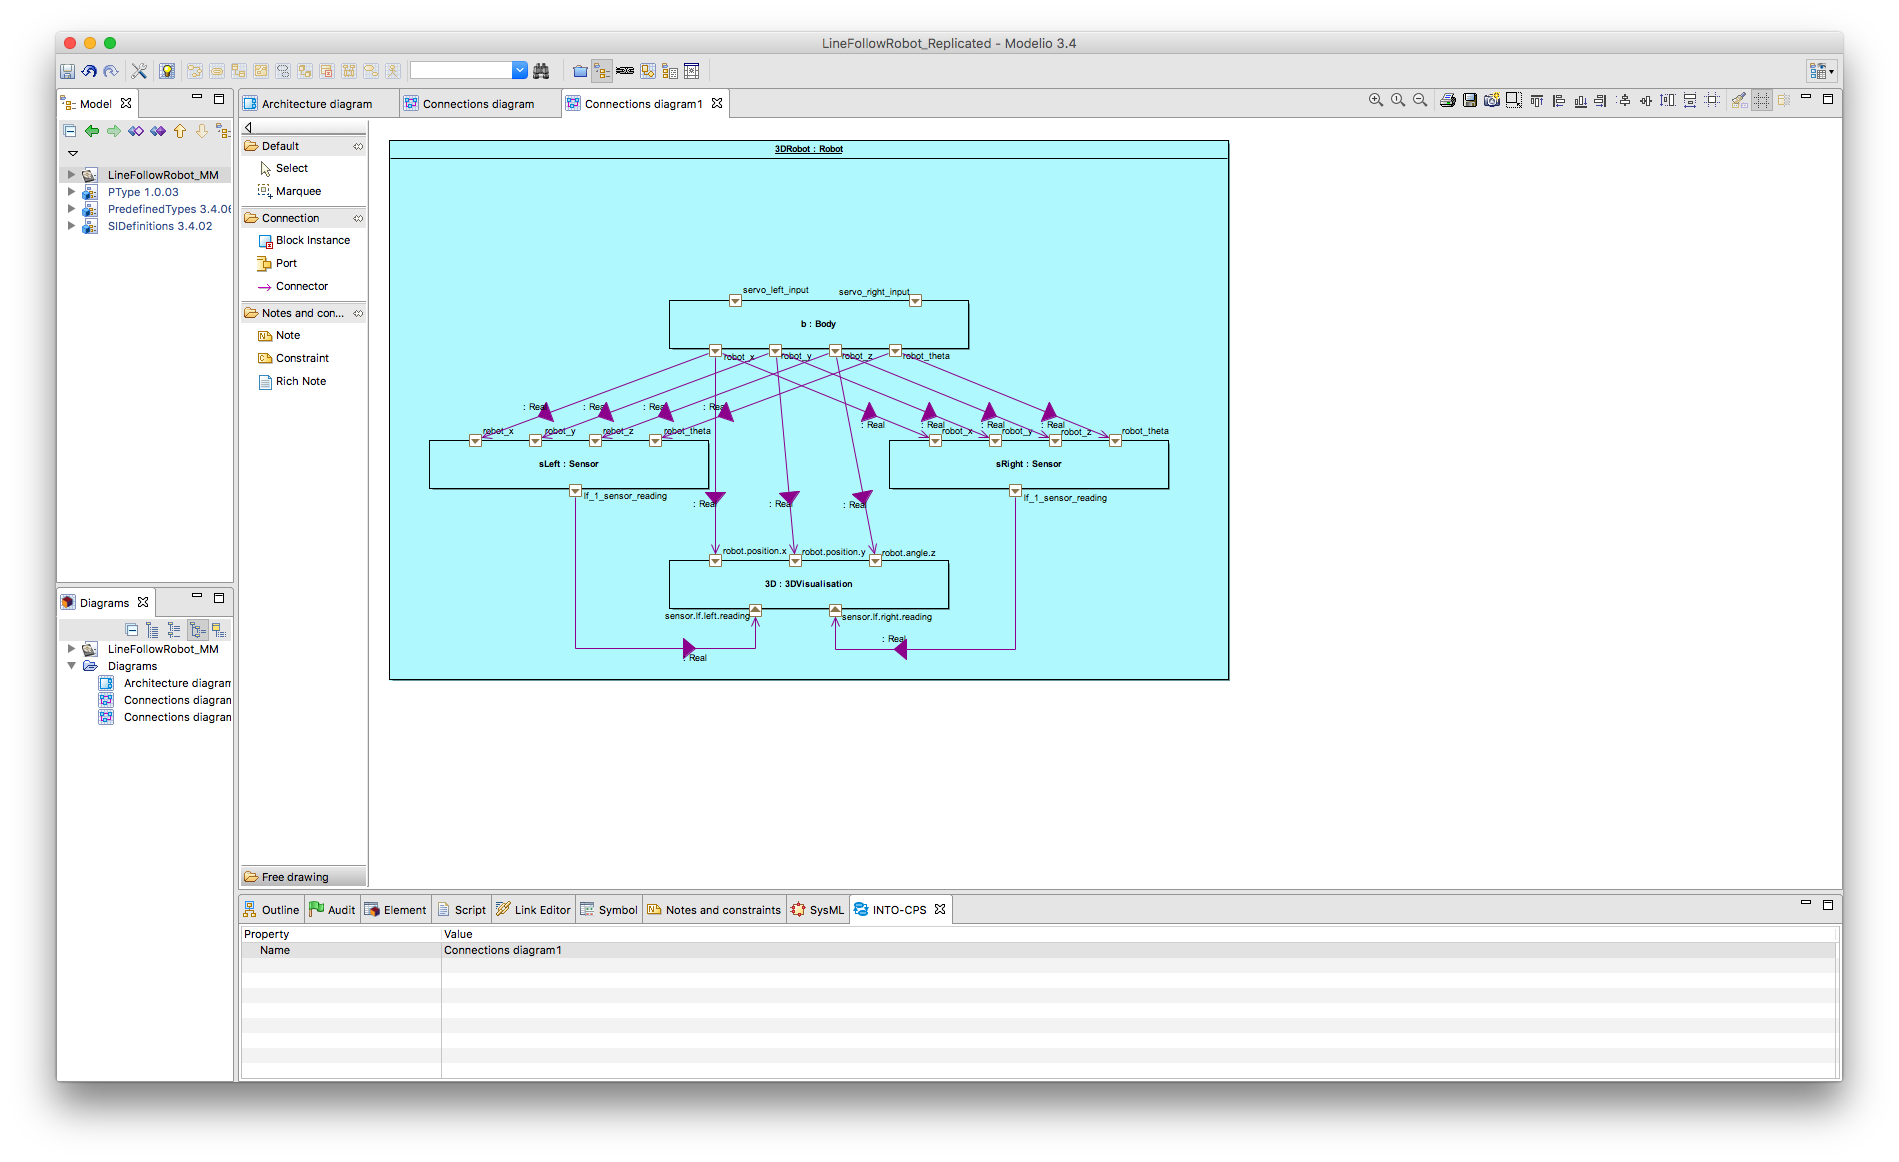 LineFollowRobot_Replicated - Modelio 3.4
Model
Architecture diagram
Connections diagram
Connections diagram1
LineFollowRobot_MM
PType 1.0.03
PredefinedTypes 3.4.06
SIDefinitions 3.4.02
Default
Select
Marquee
Connection
Block Instance
Port
Connector
Notes and con...
Note
Constraint
Rich Note
Free drawing
3DRobot : Robot
servo_left_input
servo_right_input
b : Body
robot_x
robot_y
robot_z
robot_theta
: Real
: Real
: Real
: Real
: Real
: Real
: Real
: Real
robot_x
robot_y
robot_z
robot_theta
robot_x
robot_y
robot_z
robot_theta
sLeft : Sensor
sRight : Sensor
lf_1_sensor_reading
lf_1_sensor_reading
: Real
: Real
: Real
robot.position.x
robot.position.y
robot.angle.z
3D : 3DVisualisation
sensor.lf.left.reading
sensor.lf.right.reading
: Real
: Real
Diagrams
LineFollowRobot_MM
Diagrams
Architecture diagram
Connections diagran
Connections diagran
Outline
Audit
Element
Script
Link Editor
Symbol
Notes and constraints
SysML
INTO-CPS
Property Value
Name Connections diagram1